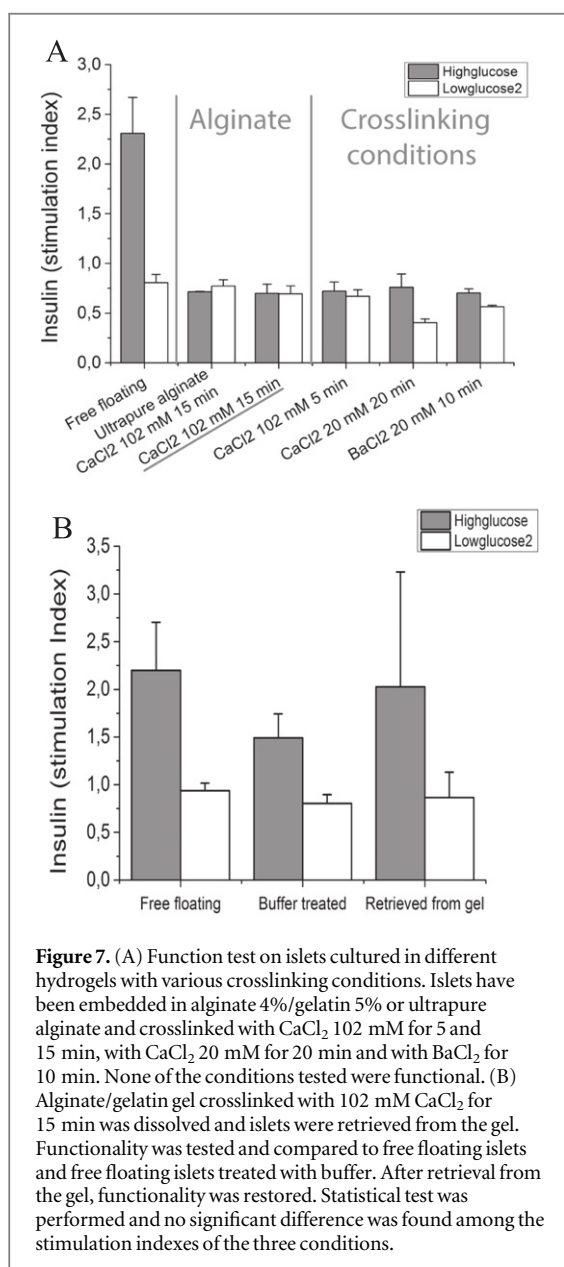 A
Highglucose
Lowglucose2
Alginate
Crosslinking
conditions
Insulin (stimulation index)
3,0
2,5
2,0
1,5
1,0
0,5
0,0
Free floating
Ultrapure alginate
CaCl2 102 mM 15 min
CaCl2 102 mM 15 min
CaCl2 102 mM 5 min
CaCl2 20 mM 20 min
BaCl2 20 mM 10 min
B
Highglucose
Lowglucose2
Insulin (stimulation Index)
3,5
3,0
2,5
2,0
1,5
1,0
0,5
0,0
Free floating
Buffer treated
Retrieved from gel
Figure 7. (A) Function test on islets cultured in different
hydrogels with various crosslinking conditions. Islets have
been embedded in alginate 4%/gelatin 5% or ultrapure
alginate and crosslinked with CaCl₂ 102 mM for 5 and
15 min, with CaCl₂ 20 mM for 20 min and with BaCl₂ for
10 min. None of the conditions tested were functional. (B)
Alginate/gelatin gel crosslinked with 102 mM CaCl₂ for
15 min was dissolved and islets were retrieved from the gel.
Functionality was tested and compared to free floating islets
and free floating islets treated with buffer. After retrieval from
the gel, functionality was restored. Statistical test was
performed and no significant difference was found among the
stimulation indexes of the three conditions.